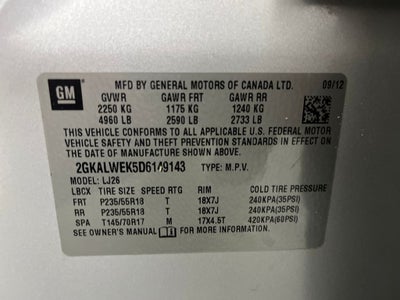 GM
MFD BY GENERAL MOTORS OF CANADA LTD. 09/12
GVWR GAWR FRT GAWR RR
2250 KG 1175 KG 1240 KG
4960 LB 2590 LB 2733 LB
THIS VEHICLE CONFORMS TO ALL APPLICABLE U.S. FEDERAL MOTOR
VEHICLE SAFETY AND THEFT PREVENTION STANDARDS IN EFFECT ON
THE DATE OF MANUFACTURE SHOWN ABOVE.
TYPE: M.P.V.
MODEL: LJ26
LBCX TIRE SIZE SPEED RTG RIM COLD TIRE PRESSURE
FRT P235/55R18 T 18X7J 240KPA(35PSI)
RR P235/55R18 T 18X7J 240KPA(35PSI)
SPA T145/70R17 M 17X4.5T 420KPA(60PSI)
SEE OWNER'S MANUAL FOR MORE INFORMATION.